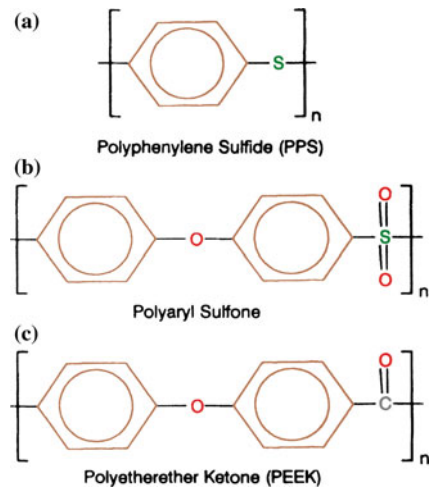 (a)
S
n
Polyphenylene Sulfide (PPS)
(b)
O
O
S
O
n
Polyaryl Sulfone
(c)
O
O
C
n
Polyetherether Ketone (PEEK)